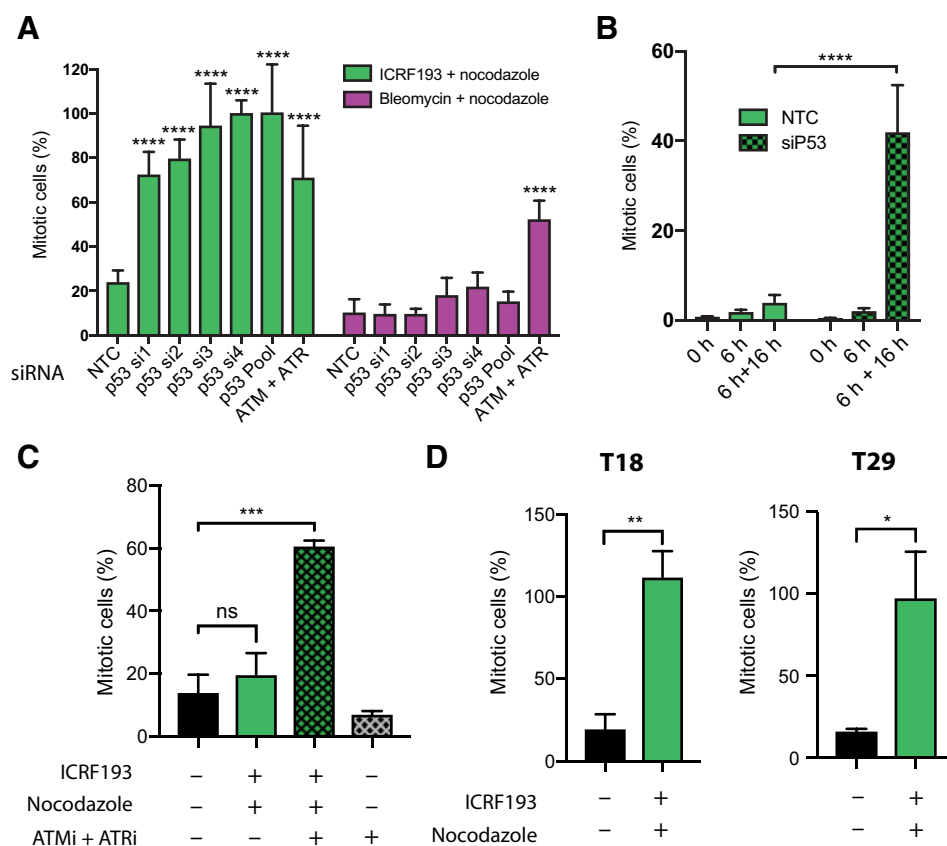 A
Mitotic cells (%)
120
100
80
60
40
20
0
**** **** **** **** **** ****
ICRF193 + nocodazole
Bleomycin + nocodazole
****
siRNA
NTC
p53 si1
p53 si2
p53 si3
p53 si4
p53 Pool
ATM + ATR
NTC
p53 si1
p53 si2
p53 si3
p53 si4
p53 Pool
ATM + ATR
B
Mitotic cells (%)
60
40
20
0
****
NTC
siP53
0 h
6 h
6 h+16 h
0 h
6 h
6 h + 16 h
C
Mitotic cells (%)
80
60
40
20
0
***
ns
ICRF193 – + + –
Nocodazole – + + –
ATMi + ATRi – – + +
D
T18
Mitotic cells (%)
150
100
50
0
**
ICRF193 – +
Nocodazole – +
T29
Mitotic cells (%)
150
100
50
0
*
– +
– +